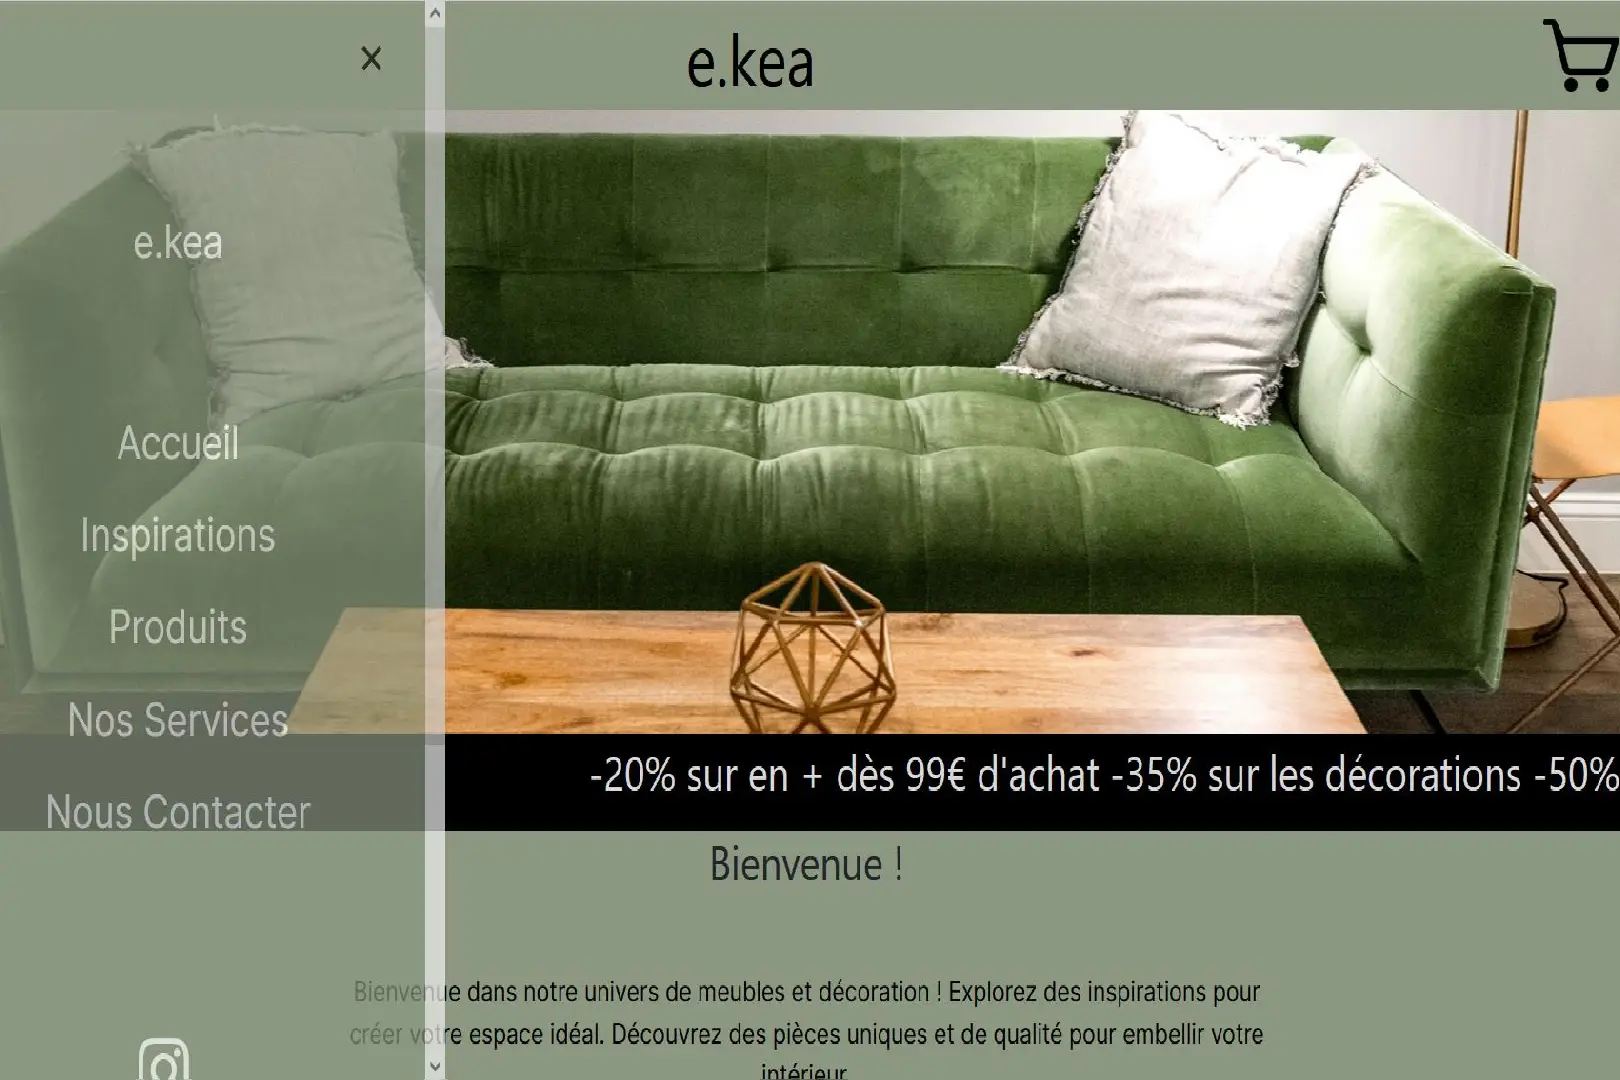 e.kea
e.kea
Accueil
Inspirations
Produits
Nos Services
Nous Contacter
-20% sur en + dès 99€ d'achat -35% sur les décorations -50%
Bienvenue !
Bienvenue dans notre univers de meubles et décoration ! Explorez des inspirations pour
créer votre espace idéal. Découvrez des pièces uniques et de qualité pour embellir votre
intérieur.